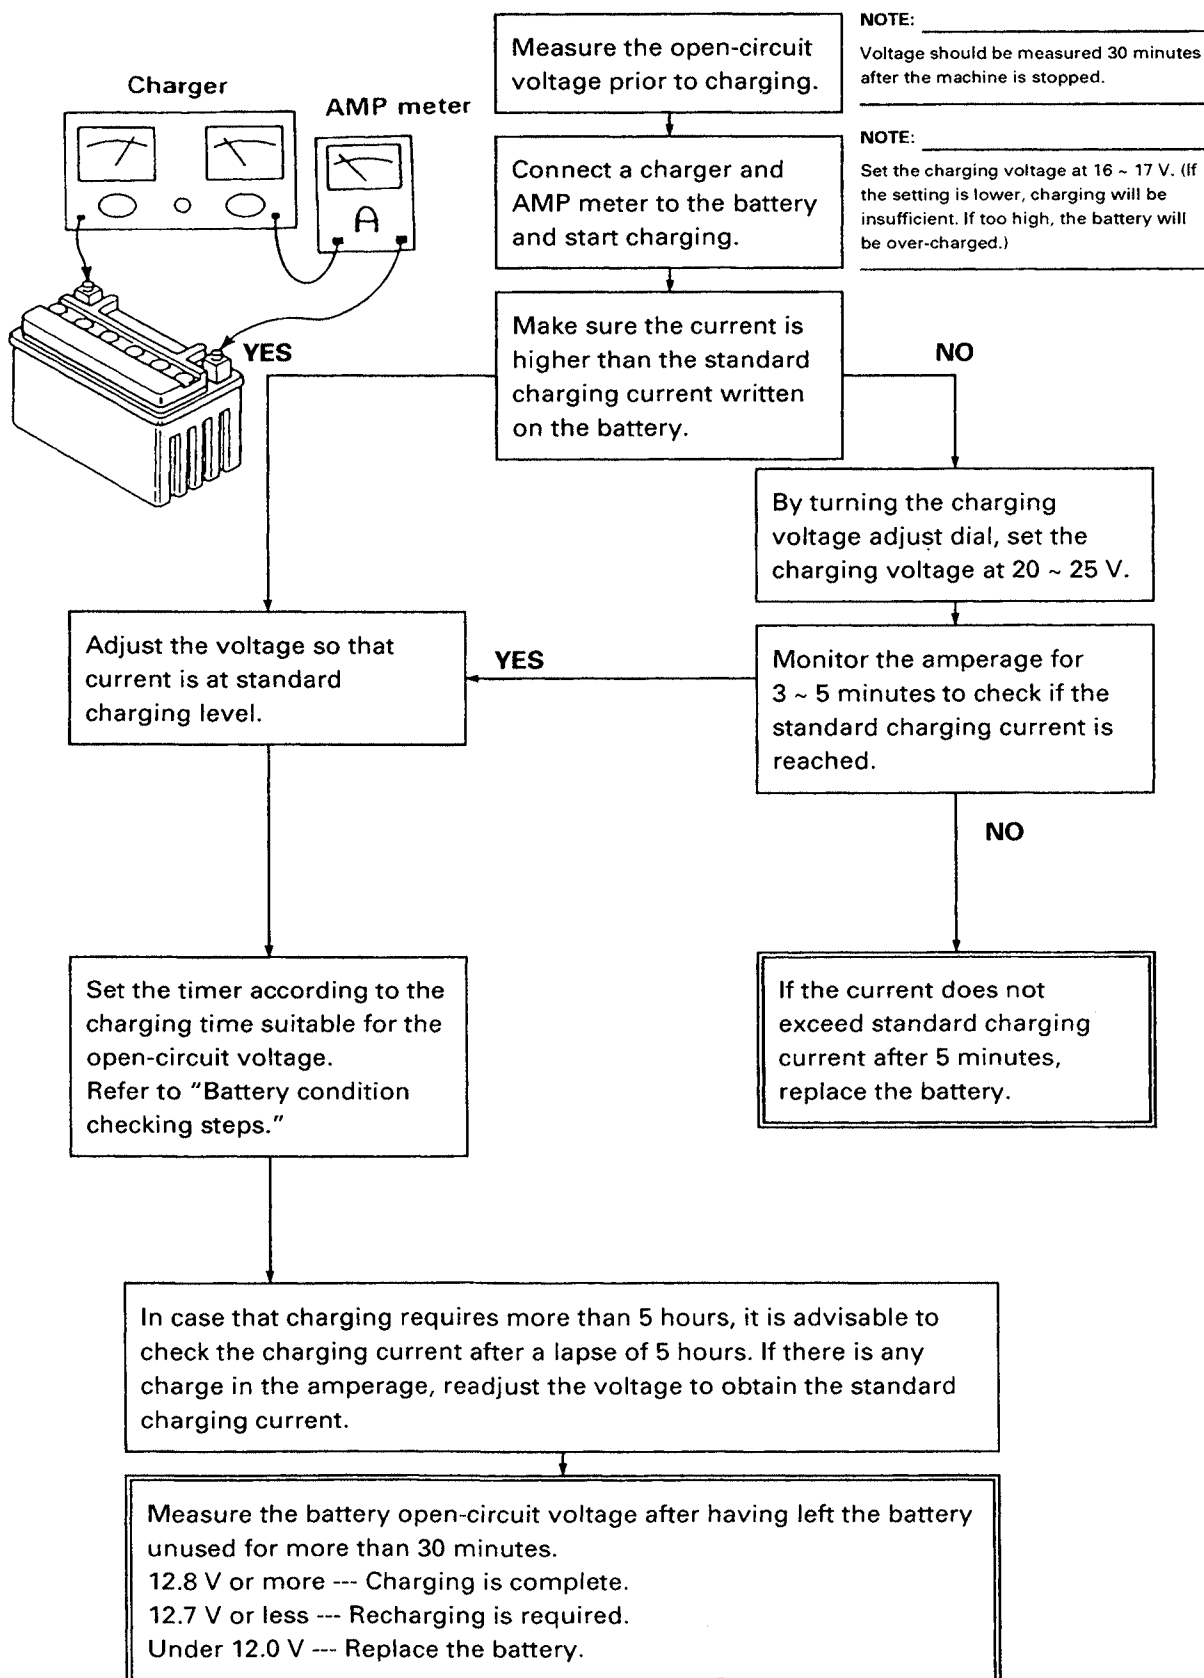 Charger
AMP meter
A
Measure the open-circuit
voltage prior to charging.
NOTE:
Voltage should be measured 30 minutes
after the machine is stopped.
Connect a charger and
AMP meter to the battery
and start charging.
NOTE:
Set the charging voltage at 16 ~ 17 V. (If
the setting is lower, charging will be
insufficient. If too high, the battery will
be over-charged.)
Make sure the current is
higher than the standard
charging current written
on the battery.
YES
NO
By turning the charging
voltage adjust dial, set the
charging voltage at 20 ~ 25 V.
Adjust the voltage so that
current is at standard
charging level.
YES
Monitor the amperage for
3 ~ 5 minutes to check if the
standard charging current is
reached.
NO
Set the timer according to the
charging time suitable for the
open-circuit voltage.
Refer to "Battery condition
checking steps."
If the current does not
exceed standard charging
current after 5 minutes,
replace the battery.
In case that charging requires more than 5 hours, it is advisable to
check the charging current after a lapse of 5 hours. If there is any
charge in the amperage, readjust the voltage to obtain the standard
charging current.
Measure the battery open-circuit voltage after having left the battery
unused for more than 30 minutes.
12.8 V or more --- Charging is complete.
12.7 V or less --- Recharging is required.
Under 12.0 V --- Replace the battery.